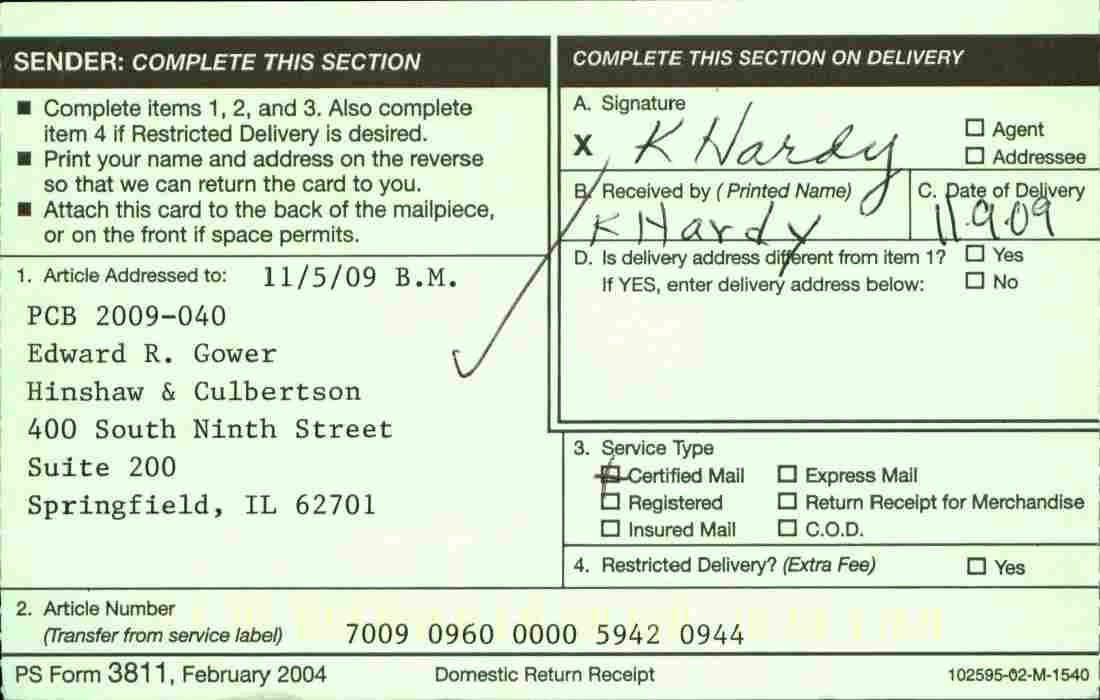 SENDER: COMPLETE THIS SECTION
■ Complete items 1, 2, and 3. Also complete
item 4 if Restricted Delivery is desired.
■ Print your name and address on the reverse
so that we can return the card to you.
■ Attach this card to the back of the mailpiece,
or on the front if space permits.
1. Article Addressed to: 11/5/09 B.M.
PCB 2009-040
Edward R. Gower
Hinshaw & Culbertson
400 South Ninth Street
Suite 200
Springfield, IL 62701
COMPLETE THIS SECTION ON DELIVERY
A. Signature
X K Hardy
☐ Agent
☐ Addressee
B. Received by (Printed Name)
K Hardy
C. Date of Delivery
11.9.09
D. Is delivery address different from item 1? ☐ Yes
If YES, enter delivery address below: ☐ No
3. Service Type
☒ Certified Mail ☐ Express Mail
☐ Registered ☐ Return Receipt for Merchandise
☐ Insured Mail ☐ C.O.D.
4. Restricted Delivery? (Extra Fee) ☐ Yes
2. Article Number
(Transfer from service label) 7009 0960 0000 5942 0944
PS Form 3811, February 2004 Domestic Return Receipt 102595-02-M-1540